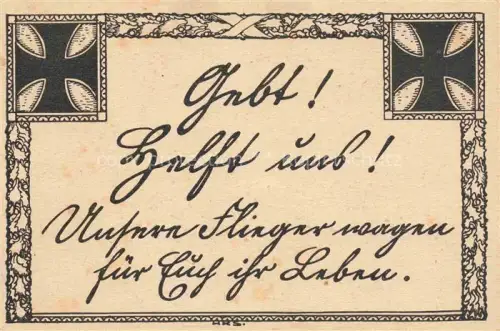 Gebt!
Helft uns!
Unsere Flieger wagen
für Euch ihr Leben.